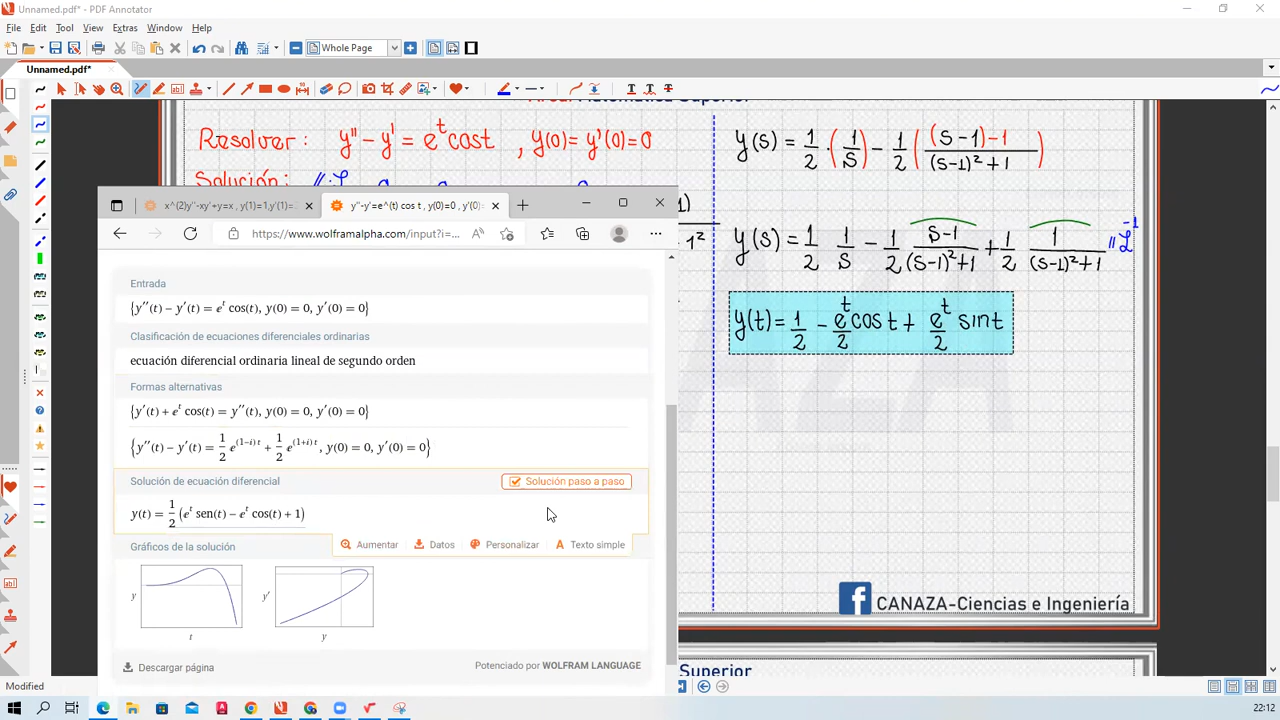 Unnamed.pdf* - PDF Annotator
File Edit Tool View Extras Window Help
Whole Page
Unnamed.pdf*
Resolver: y'' - y' = e^t cost , y(0) = y'(0) = 0
Solución: //ℒ
x^(2)y''-xy'+y=x , y(1)=1,y'(1)=
y''-y'=e^(t) cos t , y(0)=0 , y'(0)=
https://www.wolframalpha.com/input?i=...
Entrada
{y''(t) − y'(t) = e^t cos(t), y(0) = 0, y'(0) = 0}
Clasificación de ecuaciones diferenciales ordinarias
ecuación diferencial ordinaria lineal de segundo orden
Formas alternativas
{y'(t) + e^t cos(t) = y''(t), y(0) = 0, y'(0) = 0}
{y''(t) − y'(t) = 1/2 e^((1−i) t) + 1/2 e^((1+i) t), y(0) = 0, y'(0) = 0}
Solución de ecuación diferencial
Solución paso a paso
y(t) = 1/2 (e^t sen(t) − e^t cos(t) + 1)
Gráficos de la solución
Aumentar Datos Personalizar A Texto simple
y
t
y'
y
Descargar página
Potenciado por WOLFRAM LANGUAGE
y(s) = 1/2 · (1/s) − 1/2 ((s−1)−1 / (s−1)²+1)
y(s) = 1/2 1/s − 1/2 s−1/(s−1)²+1 + 1/2 1/(s−1)²+1 //ℒ^-1
y(t) = 1/2 − e^t/2 cos t + e^t/2 sin t
CANAZA-Ciencias e Ingeniería
Superior
Modified
22:12